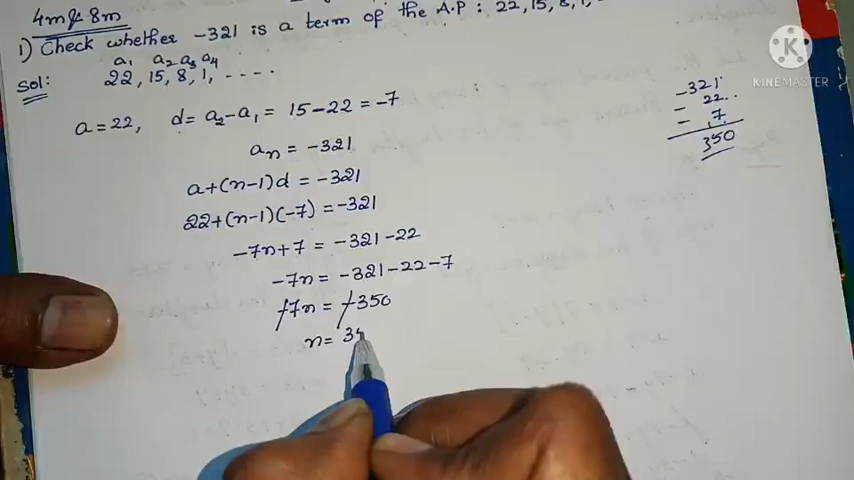 4m & 8m
1) Check whether -321 is a term of the A.P : 22, 15, 8, 1,
a₁ a₂ a₃ a₄
Sol: 22, 15, 8, 1, - - - -
a = 22, d = a₂ - a₁ = 15 - 22 = -7
aₙ = -321
a + (n-1)d = -321
22 + (n-1)(-7) = -321
-7n + 7 = -321 - 22
-7n = -321 - 22 - 7
-7n = -350
n = 35
-321
- 22
- 7
350
K
KINEMASTER